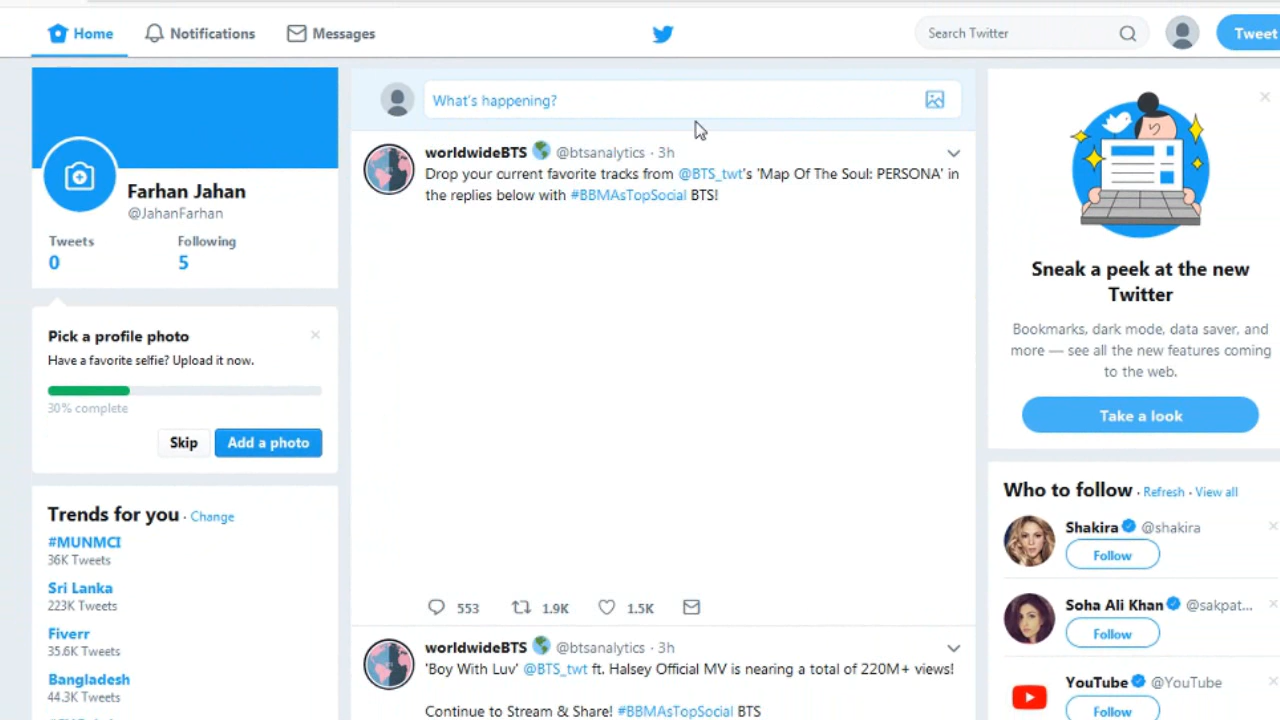 Home Notifications Messages Search Twitter Tweet
Farhan Jahan
@JahanFarhan
Tweets Following
0 5
Pick a profile photo
Have a favorite selfie? Upload it now.
30% complete
Skip Add a photo
Trends for you · Change
#MUNMCI
36K Tweets
Sri Lanka
223K Tweets
Fiverr
35.6K Tweets
Bangladesh
44.3K Tweets
What's happening?
worldwideBTS @btsanalytics · 3h
Drop your current favorite tracks from @BTS_twt's 'Map Of The Soul: PERSONA' in
the replies below with #BBMAsTopSocial BTS!
553 1.9K 1.5K
worldwideBTS @btsanalytics · 3h
'Boy With Luv' @BTS_twt ft. Halsey Official MV is nearing a total of 220M+ views!
Continue to Stream & Share! #BBMAsTopSocial BTS
Sneak a peek at the new
Twitter
Bookmarks, dark mode, data saver, and
more — see all the new features coming
to the web.
Take a look
Who to follow · Refresh · View all
Shakira @shakira
Follow
Soha Ali Khan @sakpat...
Follow
YouTube @YouTube
Follow